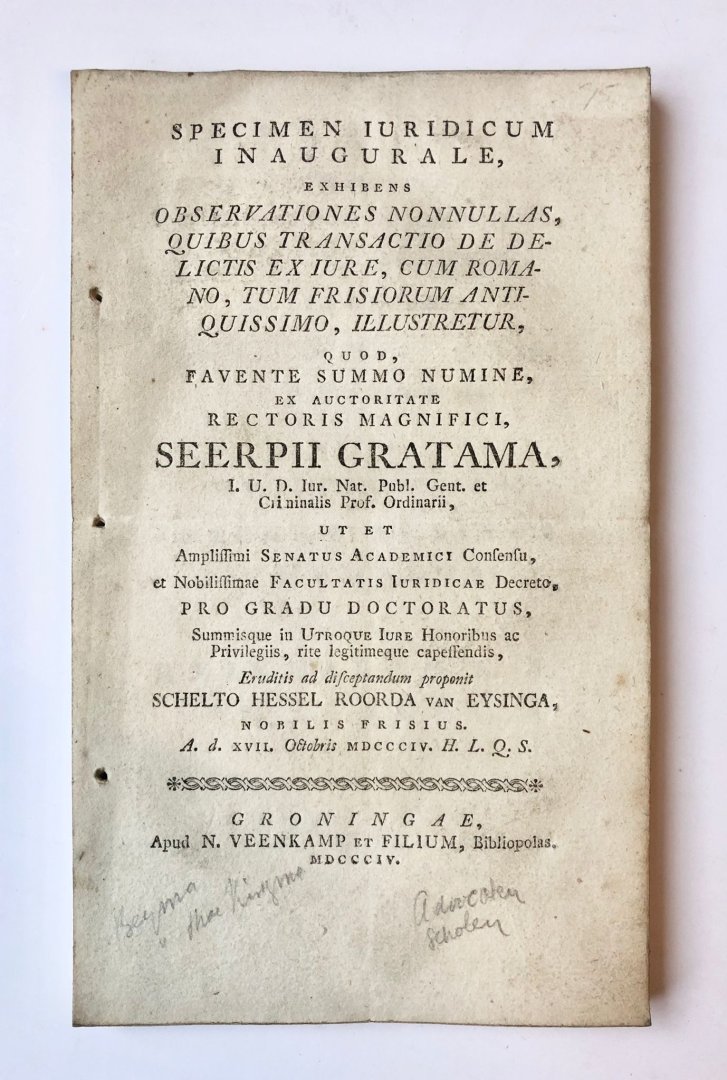 75
SPECIMEN IURIDICUM
INAUGURALE,
EXHIBENS
OBSERVATIONES NONNULLAS,
QUIBUS TRANSACTIO DE DE-
LICTIS EX IURE, CUM ROMA-
NO, TUM FRISIORUM ANTI-
QUISSIMO, ILLUSTRETUR,
QUOD,
FAVENTE SUMMO NUMINE,
EX AUCTORITATE
RECTORIS MAGNIFICI,
SEERPII GRATAMA,
I. U. D. Iur. Nat. Publ. Gent. et
Criminalis Prof. Ordinarii,
UT ET
Ampliſſimi SENATUS ACADEMICI Conſenſu,
et Nobiliſſimae FACULTATIS IURIDICAE Decreto,
PRO GRADU DOCTORATUS,
Summisque in UTROQUE IURE Honoribus ac
Privilegiis, rite legitimeque capeſſendis,
Eruditis ad diſceptandum proponit
SCHELTO HESSEL ROORDA VAN EYSINGA,
NOBILIS FRISIUS.
A. d. XVII. Octobris MDCCCIV. H. L. Q. S.
GRONINGAE,
Apud N. VEENKAMP ET FILIUM, Bibliopolas.
MDCCCIV.
Beyma
" Kingma
Advocaten
Scholen